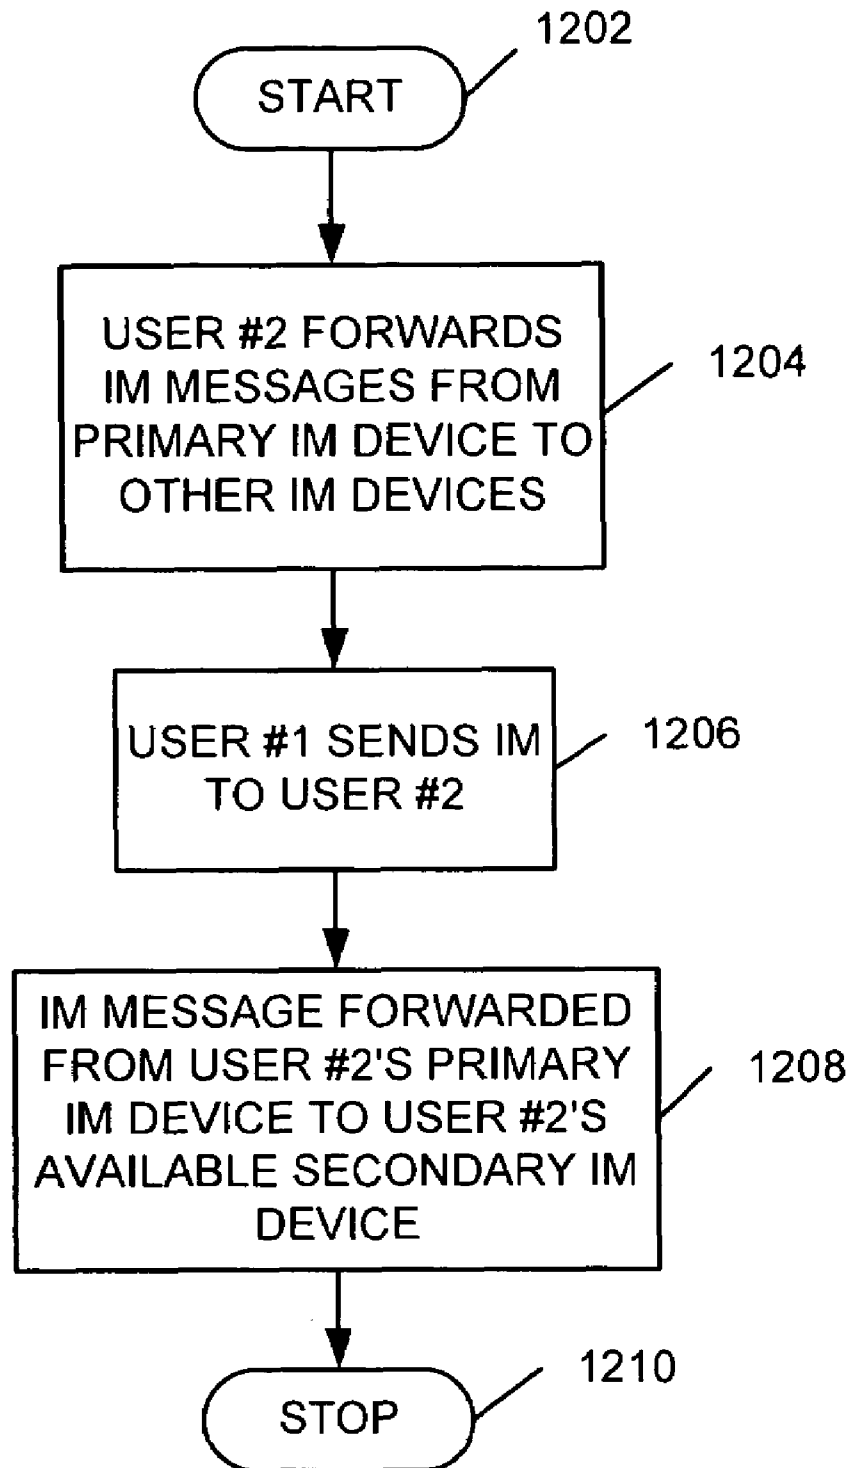 1202
START
USER #2 FORWARDS
IM MESSAGES FROM
PRIMARY IM DEVICE TO
OTHER IM DEVICES
1204
USER #1 SENDS IM
TO USER #2
1206
IM MESSAGE FORWARDED
FROM USER #2'S PRIMARY
IM DEVICE TO USER #2'S
AVAILABLE SECONDARY IM
DEVICE
1208
STOP
1210